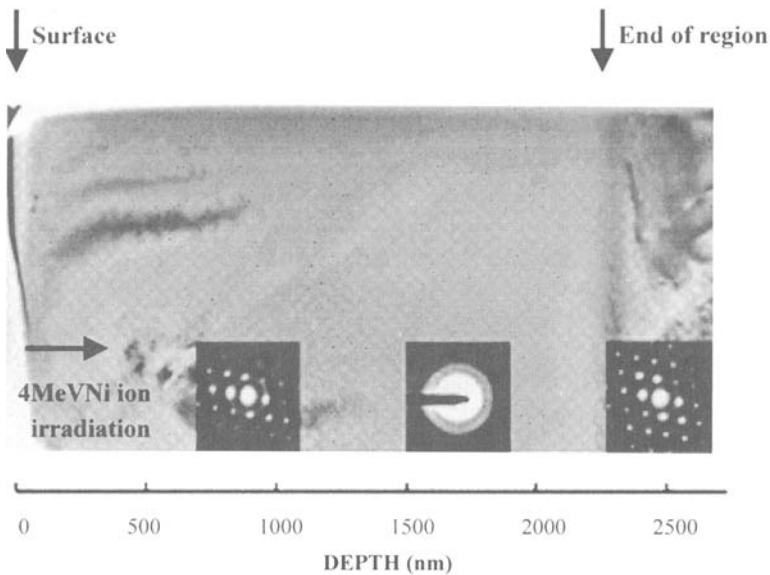 Surface
End of region
4MeVNi ion
irradiation
0 500 1000 1500 2000 2500
DEPTH (nm)